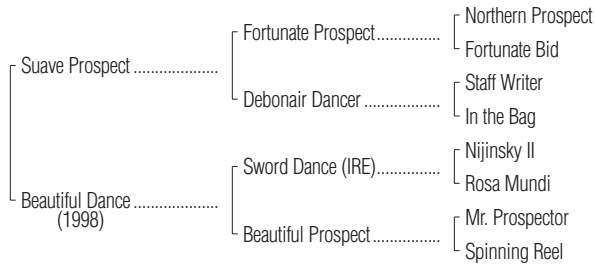 Northern Prospect
Fortunate Prospect...............
Fortunate Bid
Suave Prospect ....................
Staff Writer
Debonair Dancer ..................
In the Bag
Nijinsky II
Sword Dance (IRE)...............
Rosa Mundi
Beautiful Dance ....................
(1998)
Mr. Prospector
Beautiful Prospect................
Spinning Reel